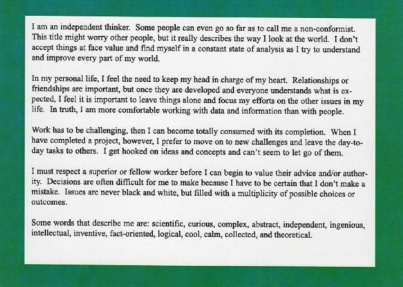 I am an independent thinker. Some people can even go so far as to call me a non-conformist.
This title might worry other people, but it really describes the way I look at the world. I don't
accept things at face value and find myself in a constant state of analysis as I try to understand
and improve every part of my world.
In my personal life, I feel the need to keep my head in charge of my heart. Relationships or
friendships are important, but once they are developed and everyone understands what is ex-
pected, I feel it is important to leave things alone and focus my efforts on the other issues in my
life. In truth, I am more comfortable working with data and information than with people.
Work has to be challenging, then I can become totally consumed with its completion. When I
have completed a project, however, I prefer to move on to new challenges and leave the day-to-
day tasks to others. I get hooked on ideas and concepts and can't seem to let go of them.
I must respect a superior or fellow worker before I can begin to value their advice and/or author-
ity. Decisions are often difficult for me to make because I have to be certain that I don't make a
mistake. Issues are never black and white, but filled with a multiplicity of possible choices or
outcomes.
Some words that describe me are: scientific, curious, complex, abstract, independent, ingenious,
intellectual, inventive, fact-oriented, logical, cool, calm, collected, and theoretical.